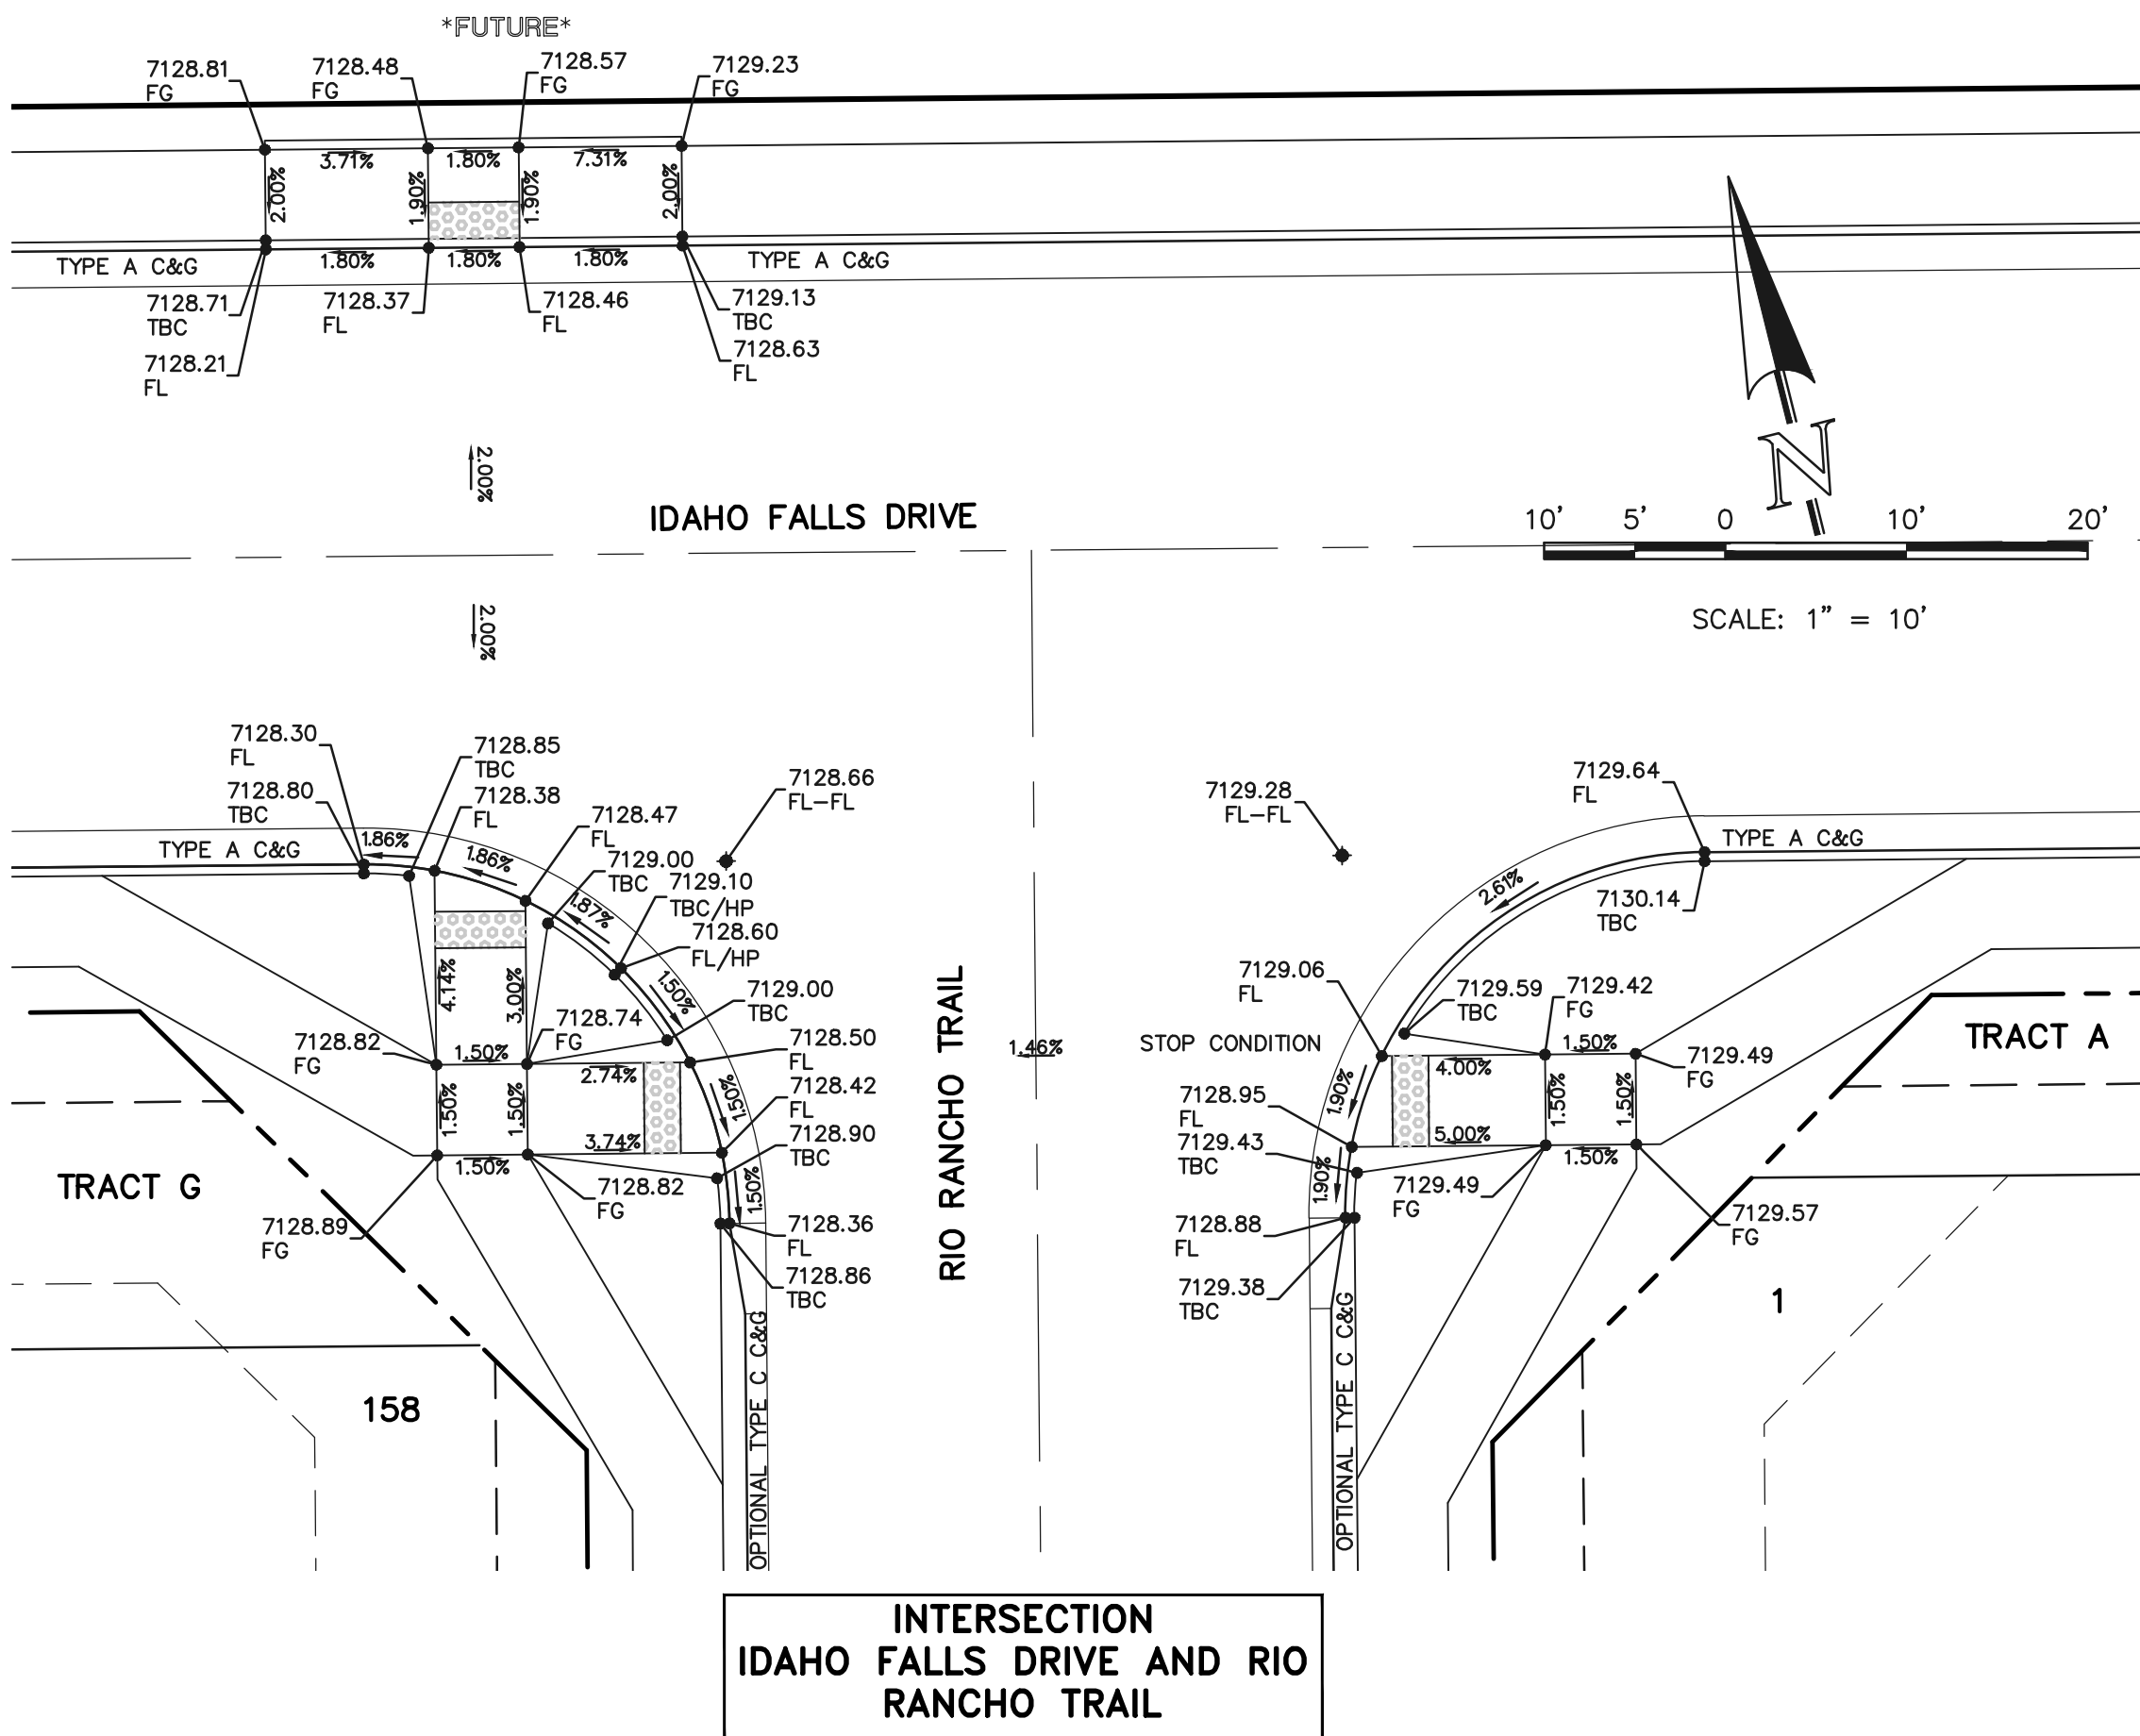 *FUTURE*
7128.81
FG
7128.48
FG
7128.57
FG
7129.23
FG
3.71%
1.80%
7.31%
2.00%
1.90%
1.90%
2.00%
1.80%
1.80%
1.80%
TYPE A C&G
TYPE A C&G
7128.71
TBC
7128.37
FL
7128.46
FL
7129.13
TBC
7128.21
FL
7128.63
FL
2.00%
IDAHO FALLS DRIVE
N
10' 5' 0 10' 20'
SCALE: 1" = 10'
2.00%
7128.30
FL
7128.85
TBC
7128.80
TBC
7128.38
FL
7128.47
FL
7128.66
FL-FL
7129.28
FL-FL
7129.64
FL
TYPE A C&G
1.86%
1.86%
7129.00
TBC
7129.10
TBC/HP
7128.60
FL/HP
1.87%
TYPE A C&G
2.61%
7130.14
TBC
4.14%
3.00%
1.50%
7129.00
TBC
7129.06
FL
7129.59
TBC
7129.42
FG
7128.74
FG
7128.82
FG
1.50%
2.74%
7128.50
FL
7128.42
FL
1.50%
RIO RANCHO TRAIL
1.46%
STOP CONDITION
1.50%
4.00%
7129.49
FG
TRACT A
1.50%
1.50%
3.74%
1.50%
7128.90
TBC
7128.95
FL
7129.43
TBC
1.90%
1.90%
5.00%
1.50%
1.50%
1.50%
TRACT G
7128.82
FG
1.50%
7129.49
FG
7129.57
FG
7128.89
FG
7128.36
FL
7128.86
TBC
7128.88
FL
7129.38
TBC
158
OPTIONAL TYPE C C&G
OPTIONAL TYPE C C&G
1
INTERSECTION
IDAHO FALLS DRIVE AND RIO
RANCHO TRAIL